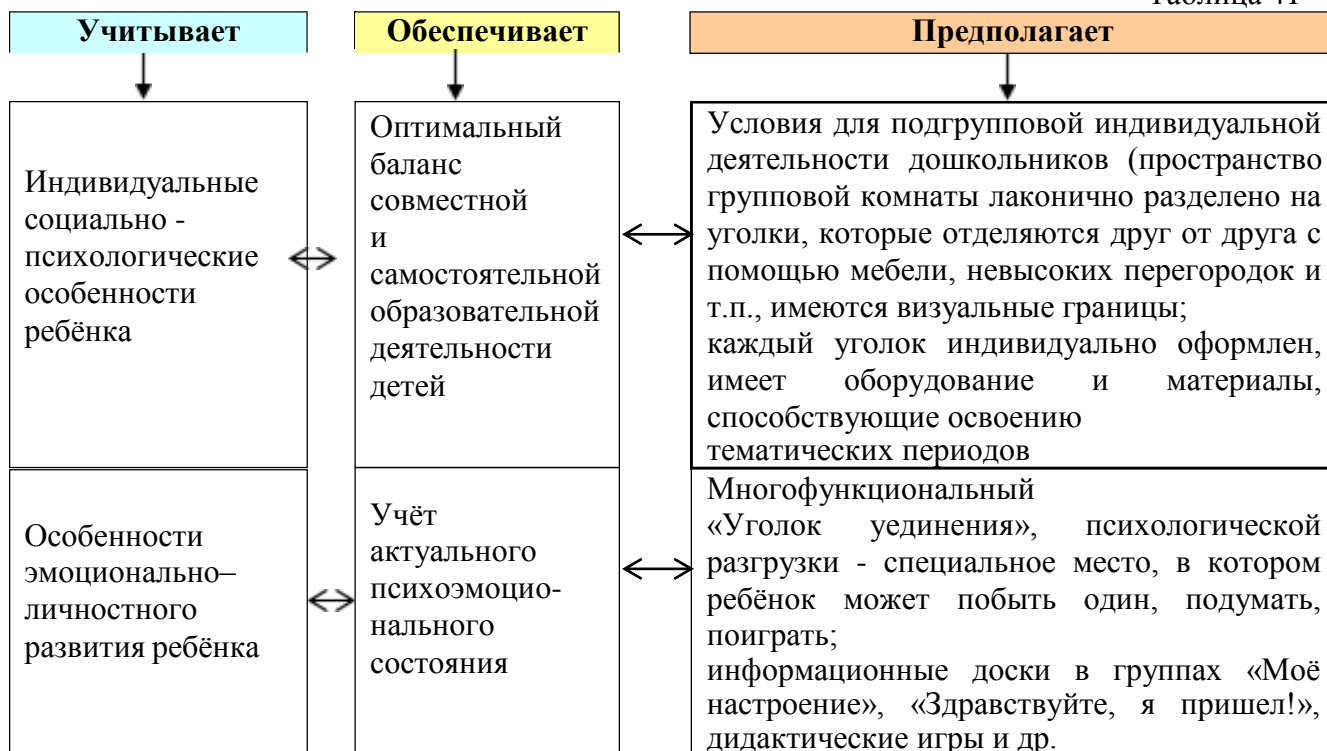 Таблица 41
Учитывает
Обеспечивает
Предполагает
Индивидуальные
социально -
психологические
особенности
ребёнка
Оптимальный
баланс
совместной
и
самостоятельной
образовательной
деятельности
детей
Условия для подгрупповой индивидуальной
деятельности дошкольников (пространство
групповой комнаты лаконично разделено на
уголки, которые отделяются друг от друга с
помощью мебели, невысоких перегородок и
т.п., имеются визуальные границы;
каждый уголок индивидуально оформлен,
имеет оборудование и материалы,
способствующие освоению
тематических периодов
Особенности
эмоционально–
личностного
развития ребёнка
Учёт
актуального
психоэмоцио-
нального
состояния
Многофункциональный
«Уголок уединения», психологической
разгрузки - специальное место, в котором
ребёнок может побыть один, подумать,
поиграть;
информационные доски в группах «Моё
настроение», «Здравствуйте, я пришел!»,
дидактические игры и др.